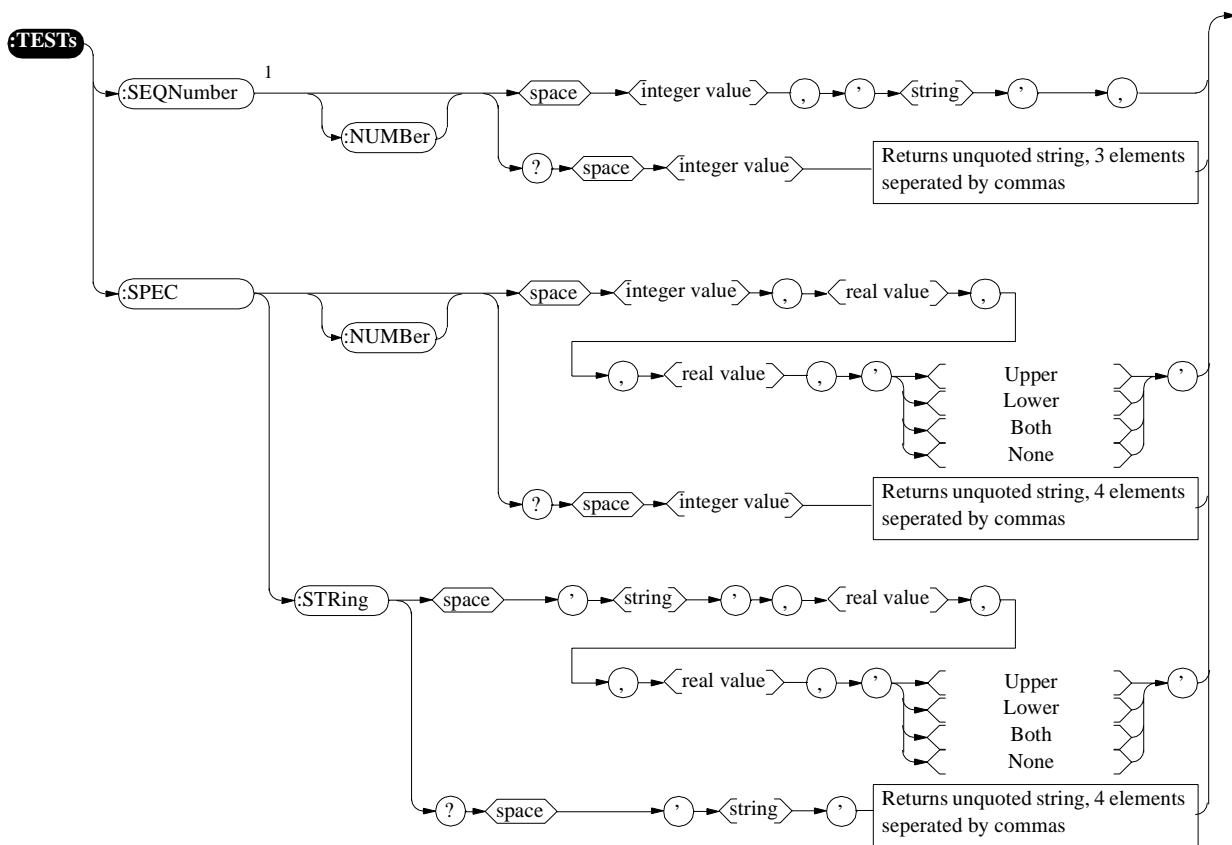 :TESTs
:SEQNumber 1 space integer value , ’ string ’ ,
:NUMBer
? space integer value Returns unquoted string, 3 elements
seperated by commas
:SPEC space integer value , real value ,
:NUMBer
, real value , ’ Upper ’
Lower
Both
None
? space integer value Returns unquoted string, 4 elements
seperated by commas
:STRing space ’ string ’ , real value ,
, real value , ’ Upper ’
Lower
Both
None
? space ’ string ’ Returns unquoted string, 4 elements
seperated by commas